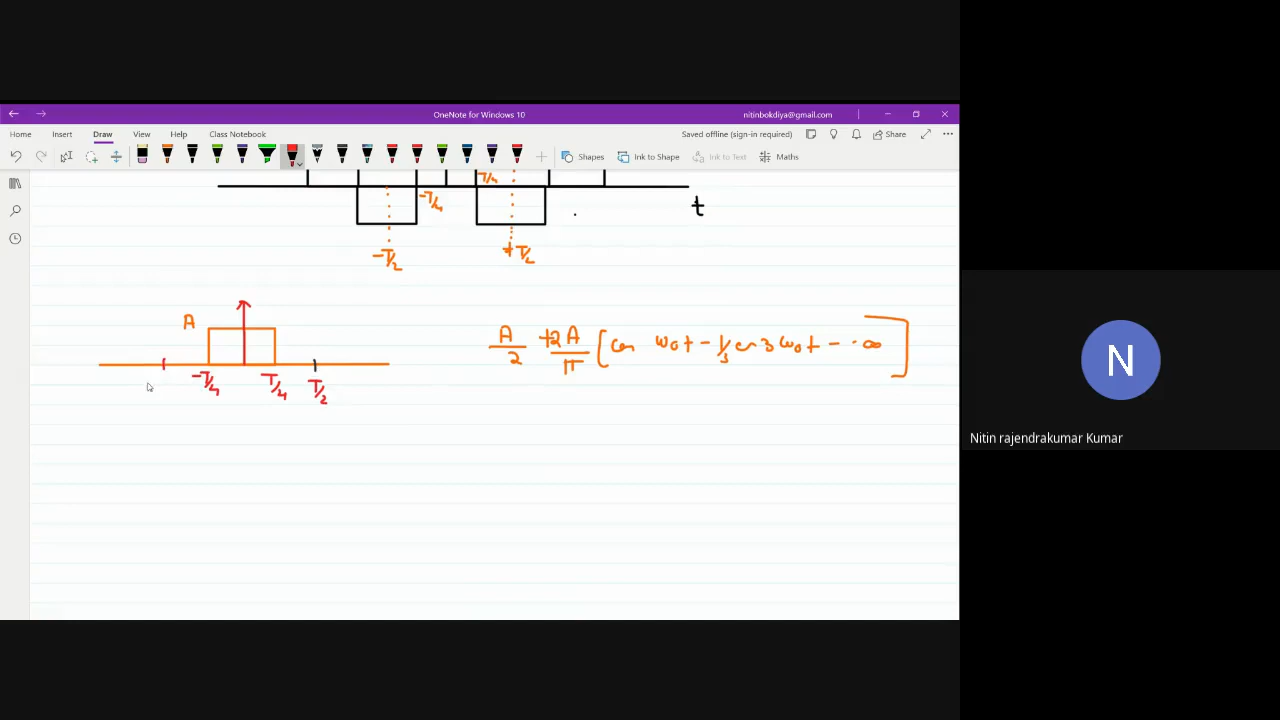 OneNote for Windows 10
nitinbokdiya@gmail.com
Home Insert Draw View Help Class Notebook
Saved offline (sign-in required) Share
Shapes Ink to Shape Ink to Text Maths
T/4
-T/4
t
-T/2
+T/2
A
A/2 +2A/π [cos ω0t - 1/3 cos 3ω0t - ·· ∞]
-T/4 T/4 T/2
N
Nitin rajendrakumar Kumar